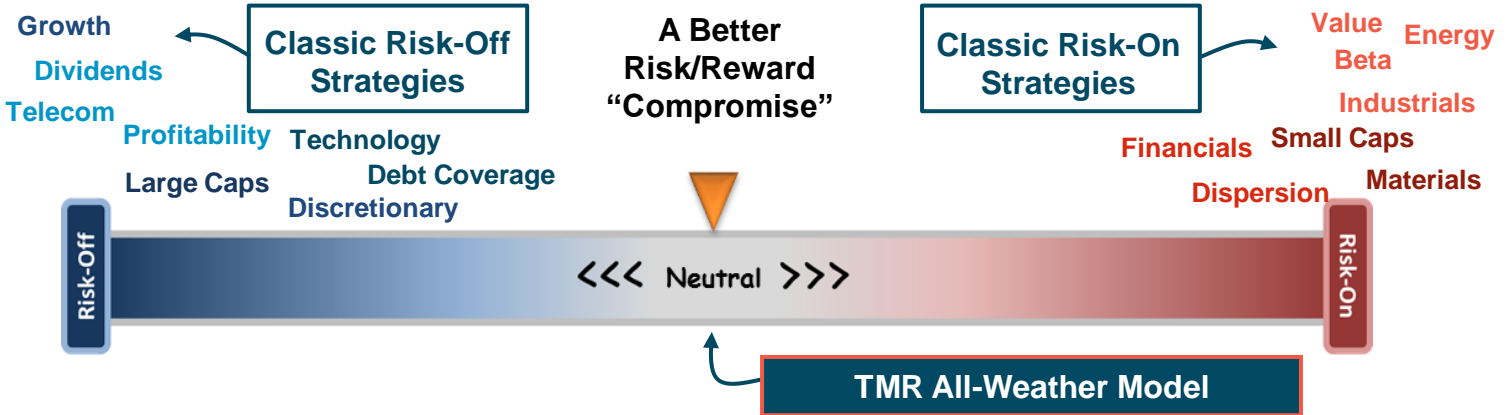 Growth
Dividends
Telecom
Profitability
Technology
Debt Coverage
Large Caps
Discretionary
Classic Risk-Off
Strategies
A Better
Risk/Reward
“Compromise”
Classic Risk-On
Strategies
Value
Energy
Beta
Industrials
Small Caps
Financials
Materials
Dispersion
Risk-Off
<<< Neutral >>>
Risk-On
TMR All-Weather Model